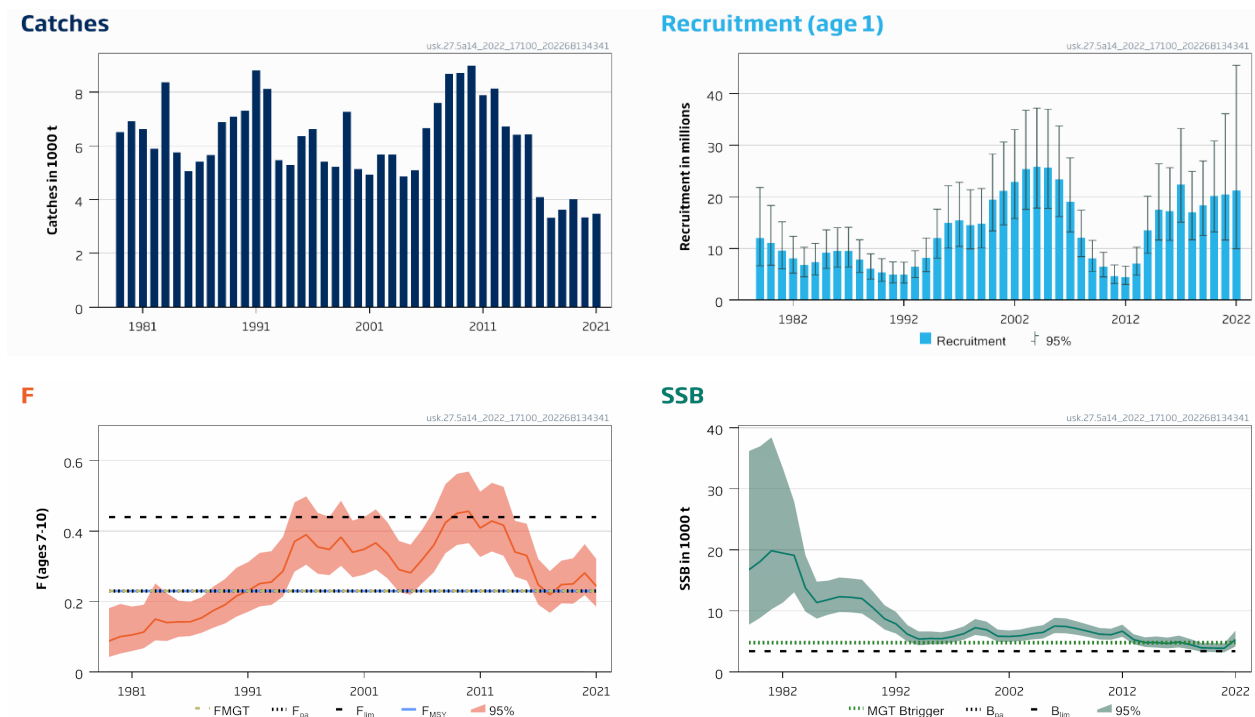 Catches
usk.27.5a14_2022_17100_202268134341
Catches in 1000 t
8
6
4
2
0
1981 1991 2001 2011 2021
Recruitment (age 1)
usk.27.5a14_2022_17100_202268134341
Recruitment in millions
40
30
20
10
0
1982 1992 2002 2012 2022
Recruitment 95%
F
usk.27.5a14_2022_17100_202268134341
F (ages 7-10)
0.6
0.4
0.2
0
1981 1991 2001 2011 2021
FMGT Fpa Flim FMSY 95%
SSB
usk.27.5a14_2022_17100_202268134341
SSB in 1000 t
40
30
20
10
0
1982 1992 2002 2012 2022
MGT Btrigger Bpa Blim 95%